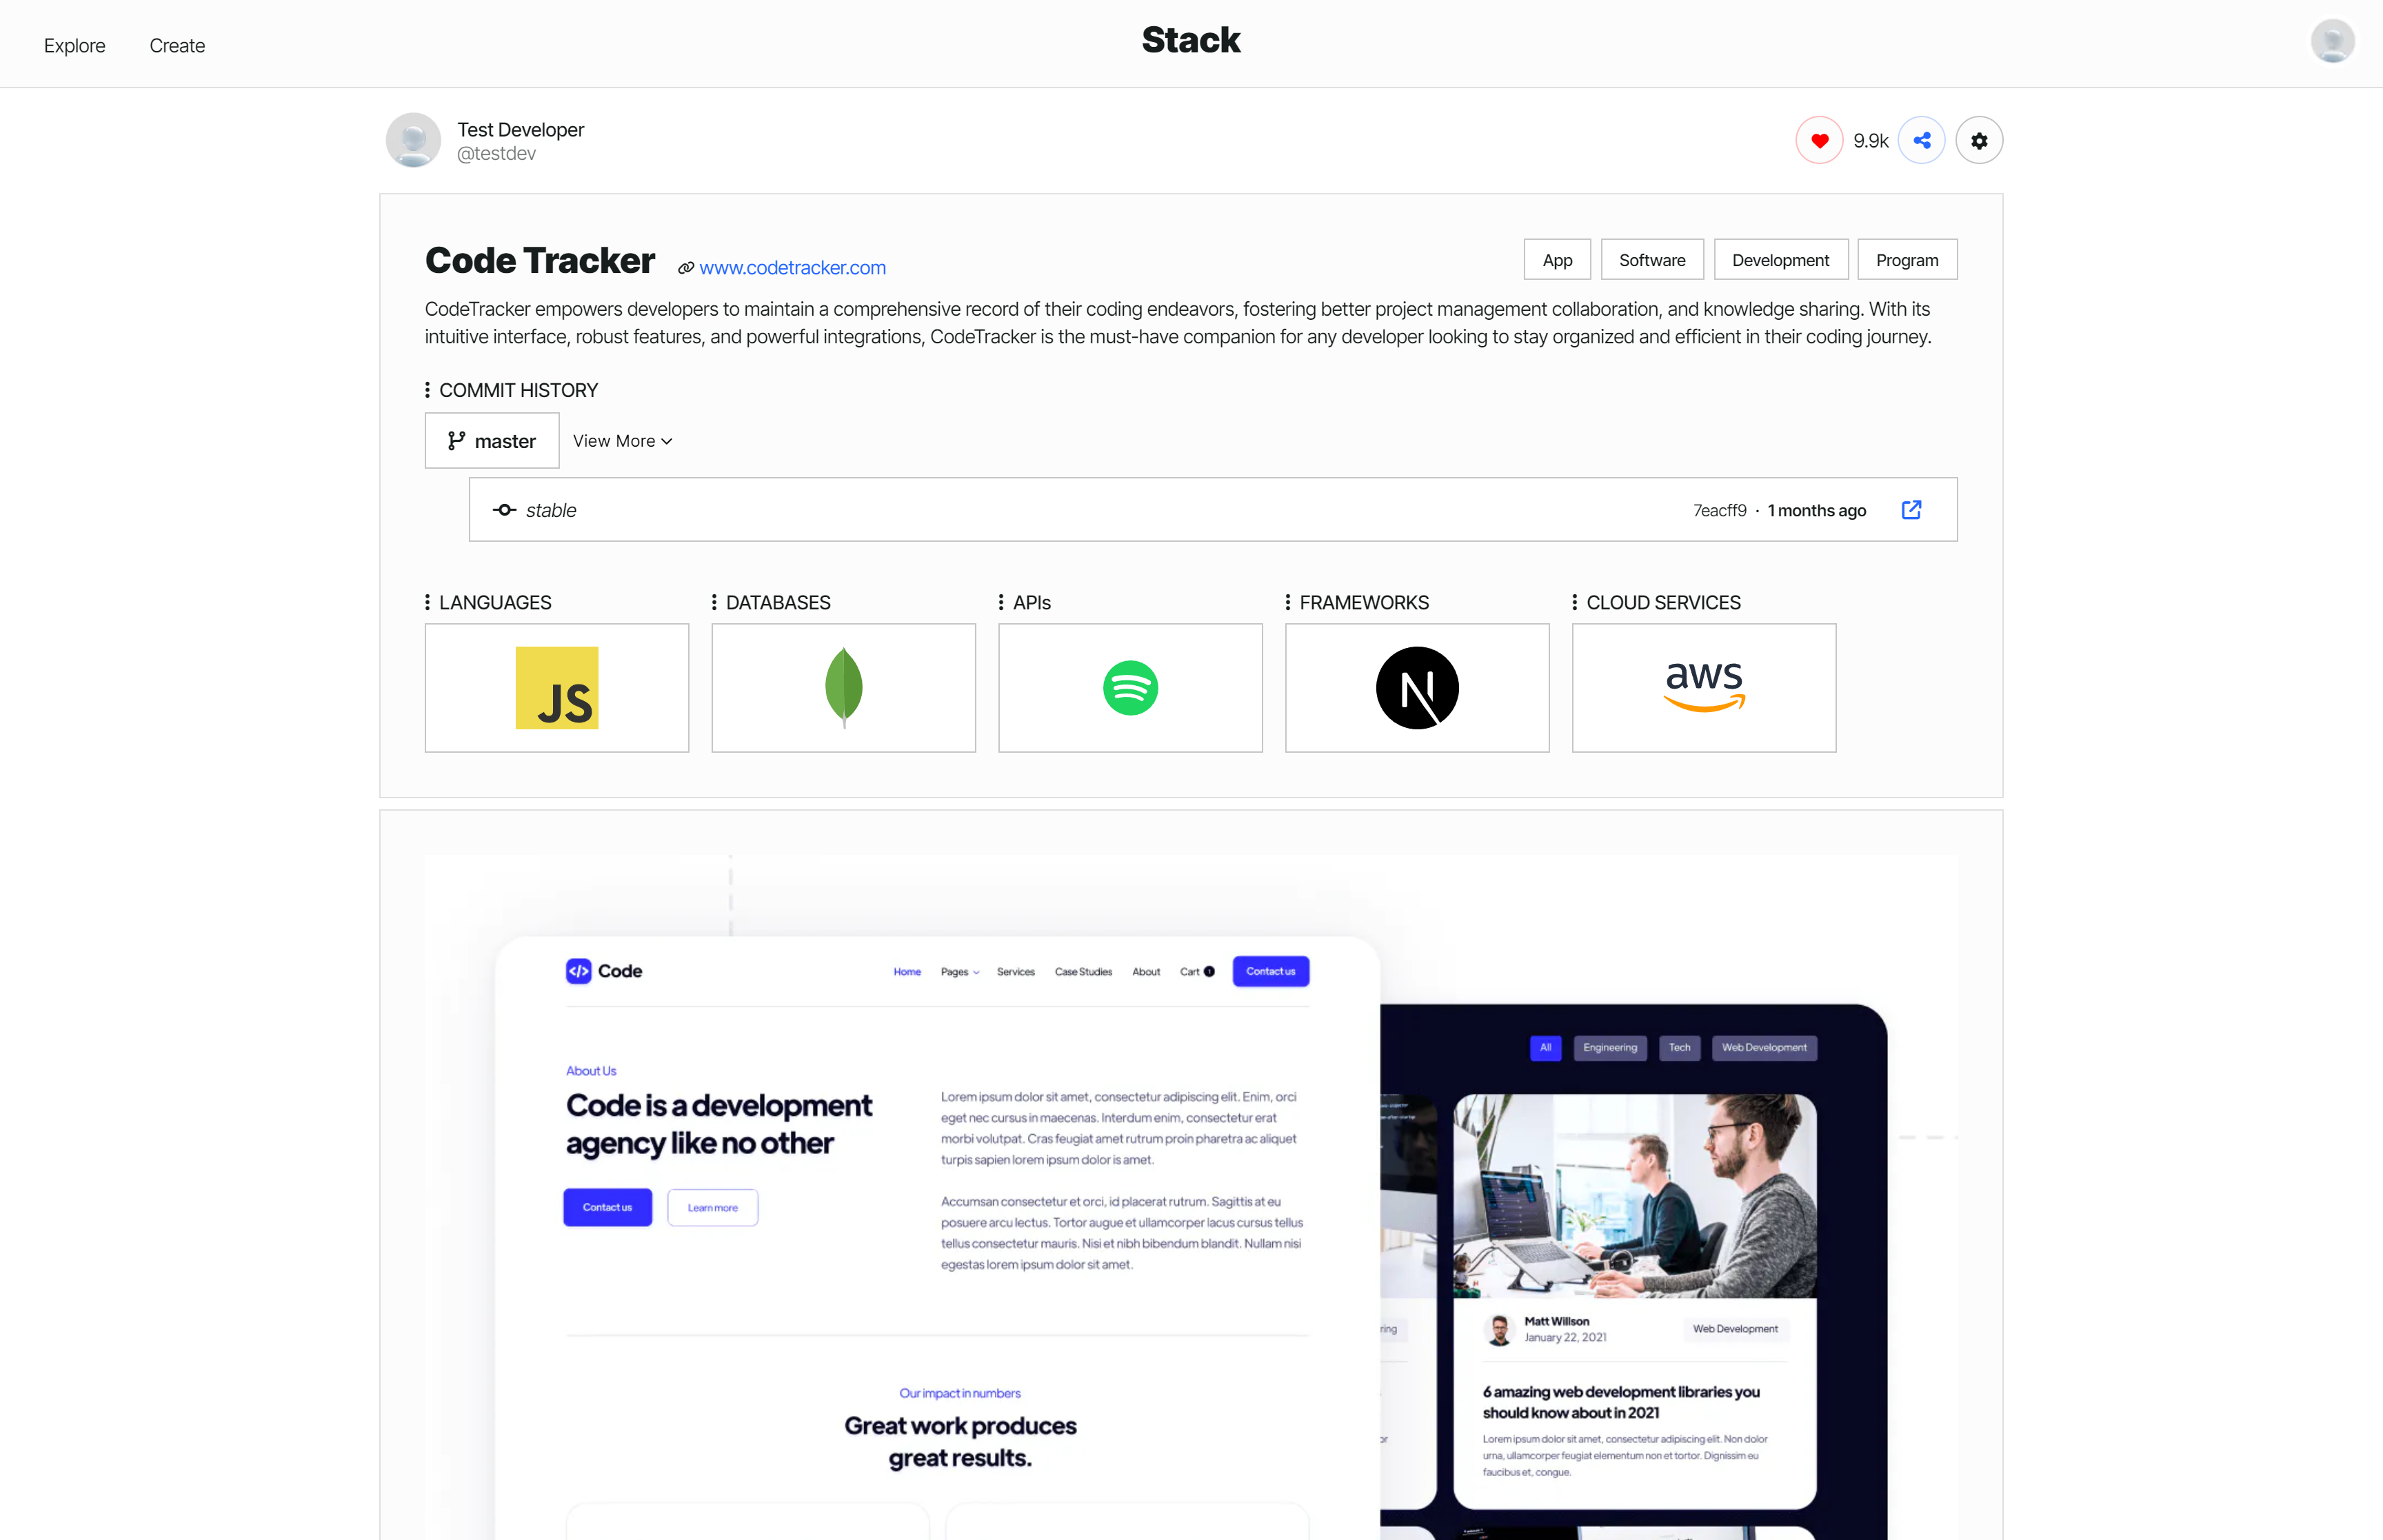 Explore Create Stack
Test Developer
@testdev
9.9k
Code Tracker www.codetracker.com
App Software Development Program
CodeTracker empowers developers to maintain a comprehensive record of their coding endeavors, fostering better project management collaboration, and knowledge sharing. With its
intuitive interface, robust features, and powerful integrations, CodeTracker is the must-have companion for any developer looking to stay organized and efficient in their coding journey.
COMMIT HISTORY
master View More
stable 7eacff9 · 1 months ago
LANGUAGES DATABASES APIs FRAMEWORKS CLOUD SERVICES
JS N aws
</> Code Home Pages Services Case Studies About Cart 1 Contact us
About Us
Code is a development
agency like no other
Contact us Learn more
Lorem ipsum dolor sit amet, consectetur adipiscing elit. Enim, orci
eget nec cursus in maecenas. Interdum enim, consectetur erat
morbi volutpat. Cras feugiat amet rutrum proin pharetra ac aliquet
turpis sapien lorem ipsum dolor is amet.
Accumsan consectetur et orci, id placerat rutrum. Sagittis at eu
posuere arcu lectus. Tortor augue et ullamcorper lacus cursus tellus
tellus consectetur mauris. Nisi et nibh bibendum blandit. Nullam nisi
egestas lorem ipsum dolor sit amet.
Our impact in numbers
Great work produces
great results.
All Engineering Tech Web Development
ring
or
Matt Willson
January 22, 2021
Web Development
6 amazing web development libraries you
should know about in 2021
Lorem ipsum dolor sit amet, consectetur adipiscing elit. Non dolor
urna, ullamcorper feugiat elementum non et tortor. Dignissim eu
faucibus et, congue.